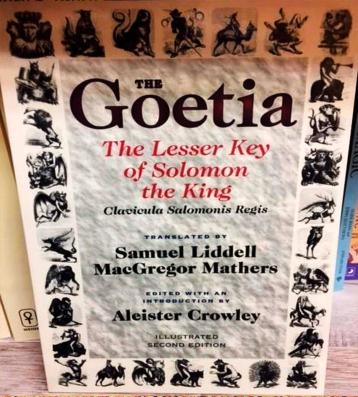 THE
Goetia
The Lesser Key
of Solomon
the King
Clavicula Salomonis Regis
TRANSLATED BY
Samuel Liddell
MacGregor Mathers
EDITED WITH AN
INTRODUCTION BY
Aleister Crowley
ILLUSTRATED
SECOND EDITION